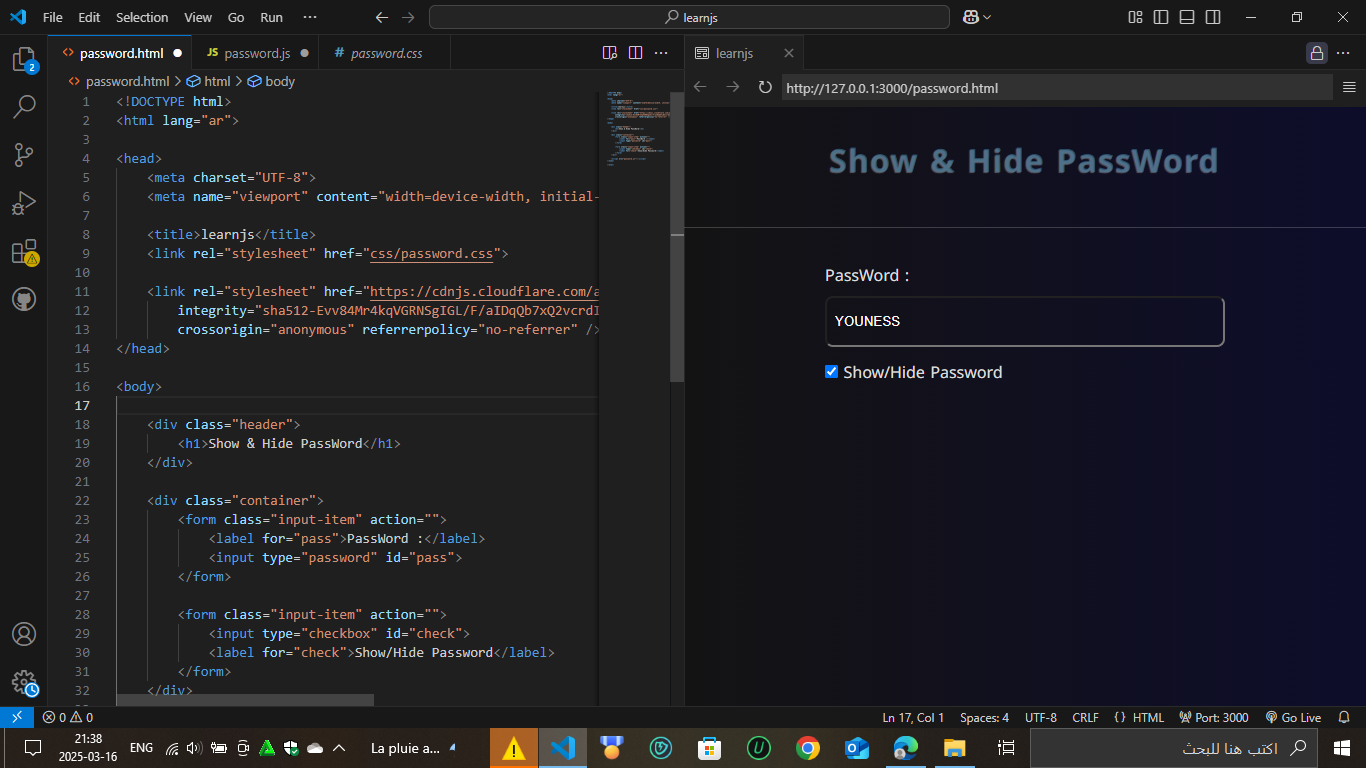 File Edit Selection View Go Run ··· learnjs
password.html password.js password.css
JS
#
learnjs
password.html > html > body
http://127.0.0.1:3000/password.html
1 <!DOCTYPE html>
2 <html lang="ar">
3
4 <head>
5 <meta charset="UTF-8">
6 <meta name="viewport" content="width=device-width, initial-
7
8 <title>learnjs</title>
9 <link rel="stylesheet" href="css/password.css">
10
11 <link rel="stylesheet" href="https://cdnjs.cloudflare.com/a
12 integrity="sha512-Evv84Mr4kqVGRNSgIGL/F/aIDqQb7xQ2vcrdI
13 crossorigin="anonymous" referrerpolicy="no-referrer" />
14 </head>
15
16 <body>
17
18 <div class="header">
19 <h1>Show & Hide PassWord</h1>
20 </div>
21
22 <div class="container">
23 <form class="input-item" action="">
24 <label for="pass">PassWord :</label>
25 <input type="password" id="pass">
26 </form>
27
28 <form class="input-item" action="">
29 <input type="checkbox" id="check">
30 <label for="check">Show/Hide Password</label>
31 </form>
32 </div>
Show & Hide PassWord
PassWord :
YOUNESS
Show/Hide Password
2
0 0 Ln 17, Col 1 Spaces: 4 UTF-8 CRLF {} HTML Port: 3000 Go Live
21:38
2025-03-16
ENG
La pluie a...
اكتب هنا للبحث